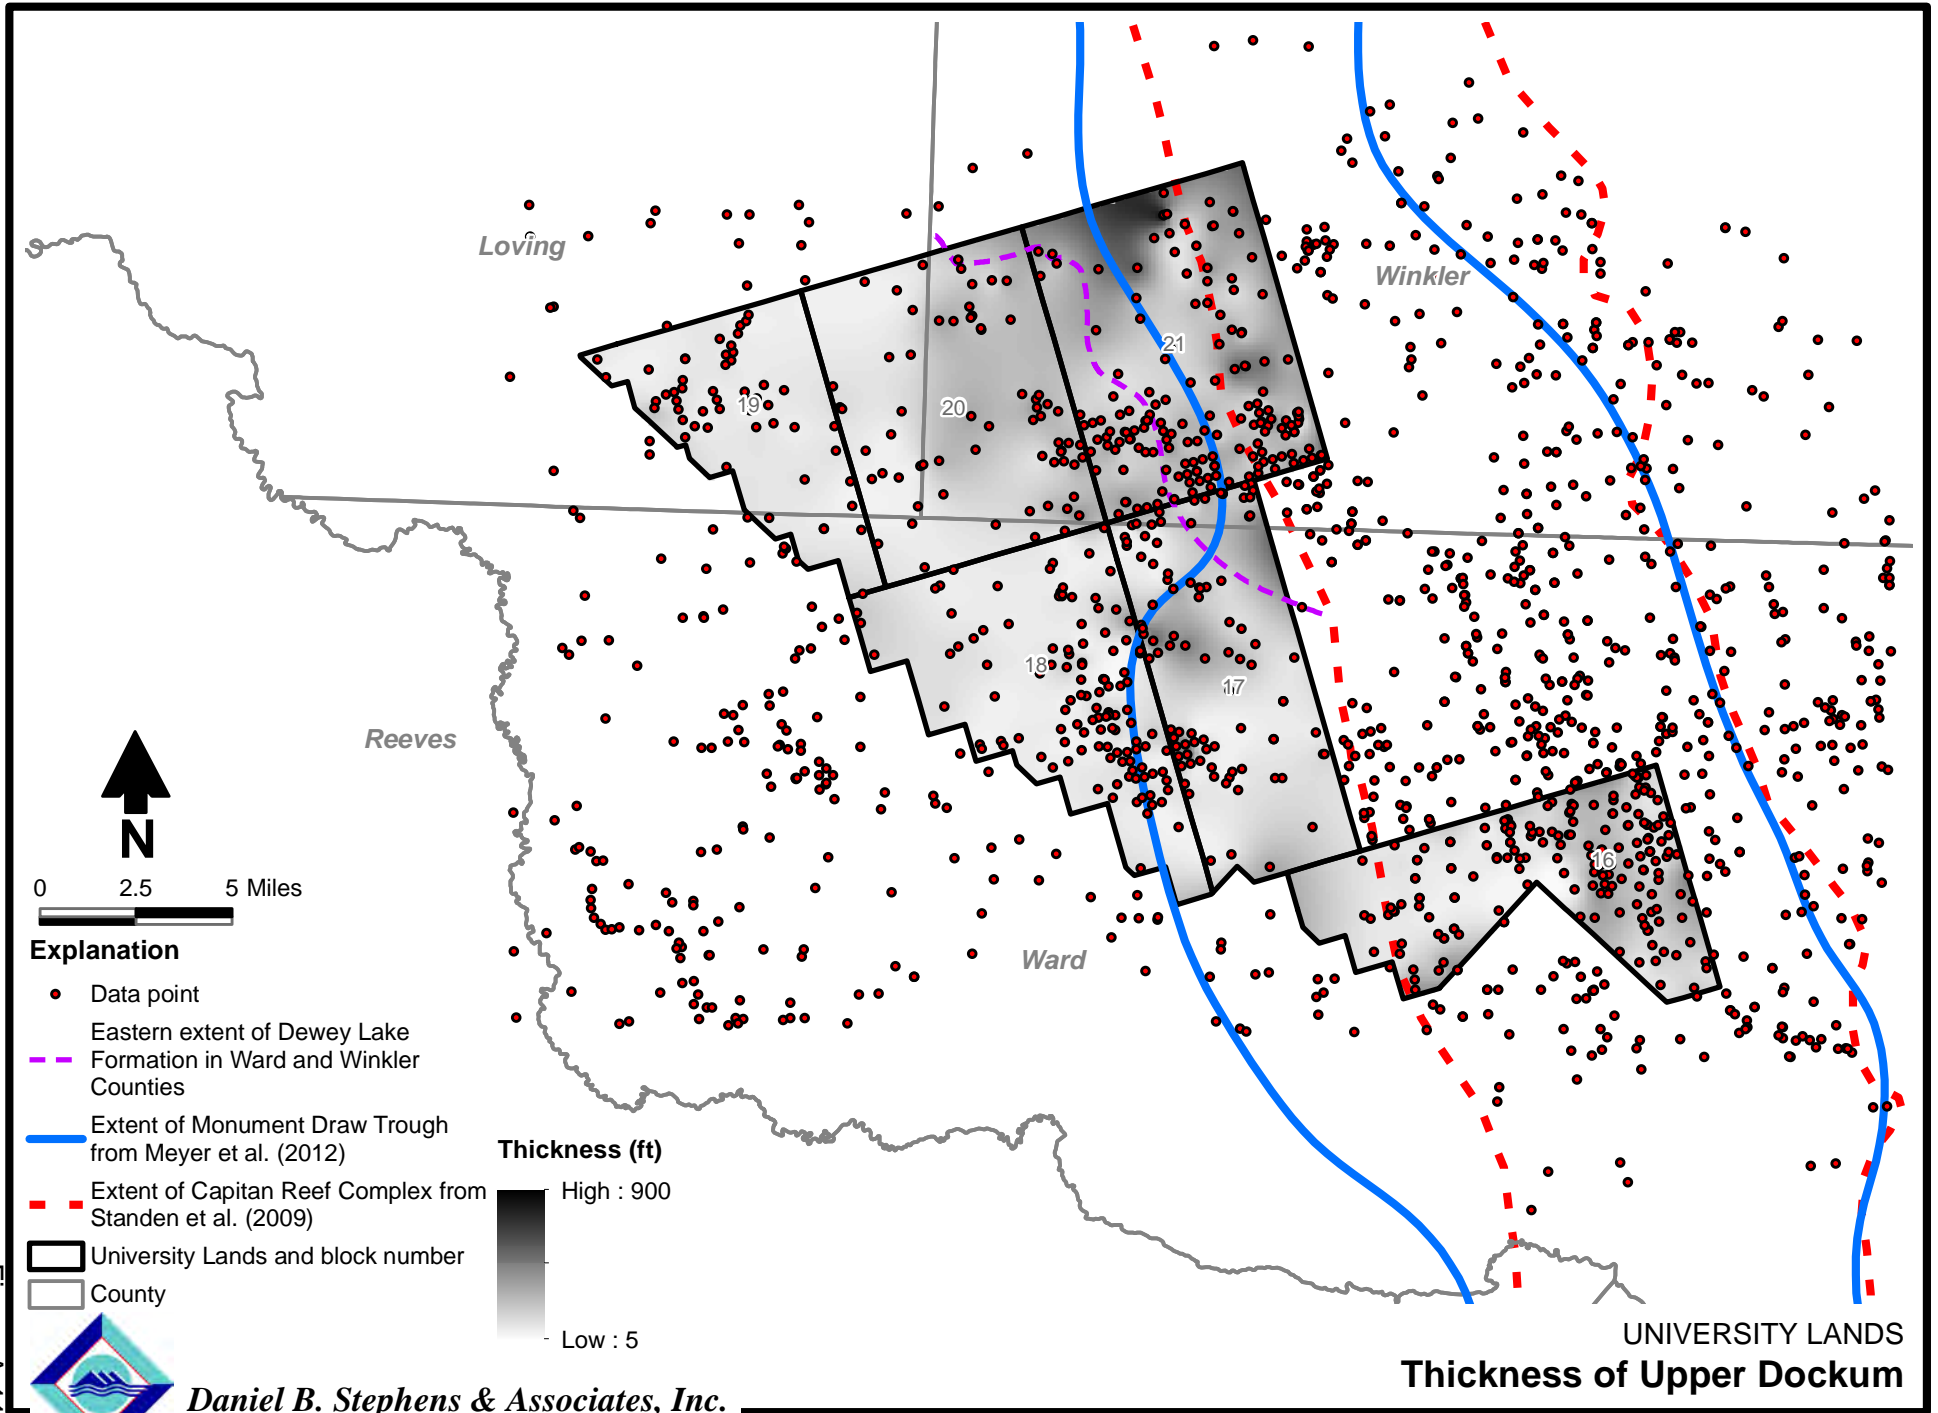 Loving
Winkler
21
19
20
18
17
Reeves
16
Ward
N
0 2.5 5 Miles
Explanation
Data point
Eastern extent of Dewey Lake
Formation in Ward and Winkler
Counties
Extent of Monument Draw Trough
from Meyer et al. (2012)
Extent of Capitan Reef Complex from
Standen et al. (2009)
University Lands and block number
County
Thickness (ft)
High : 900
Low : 5
UNIVERSITY LANDS
Thickness of Upper Dockum
Daniel B. Stephens & Associates, Inc.